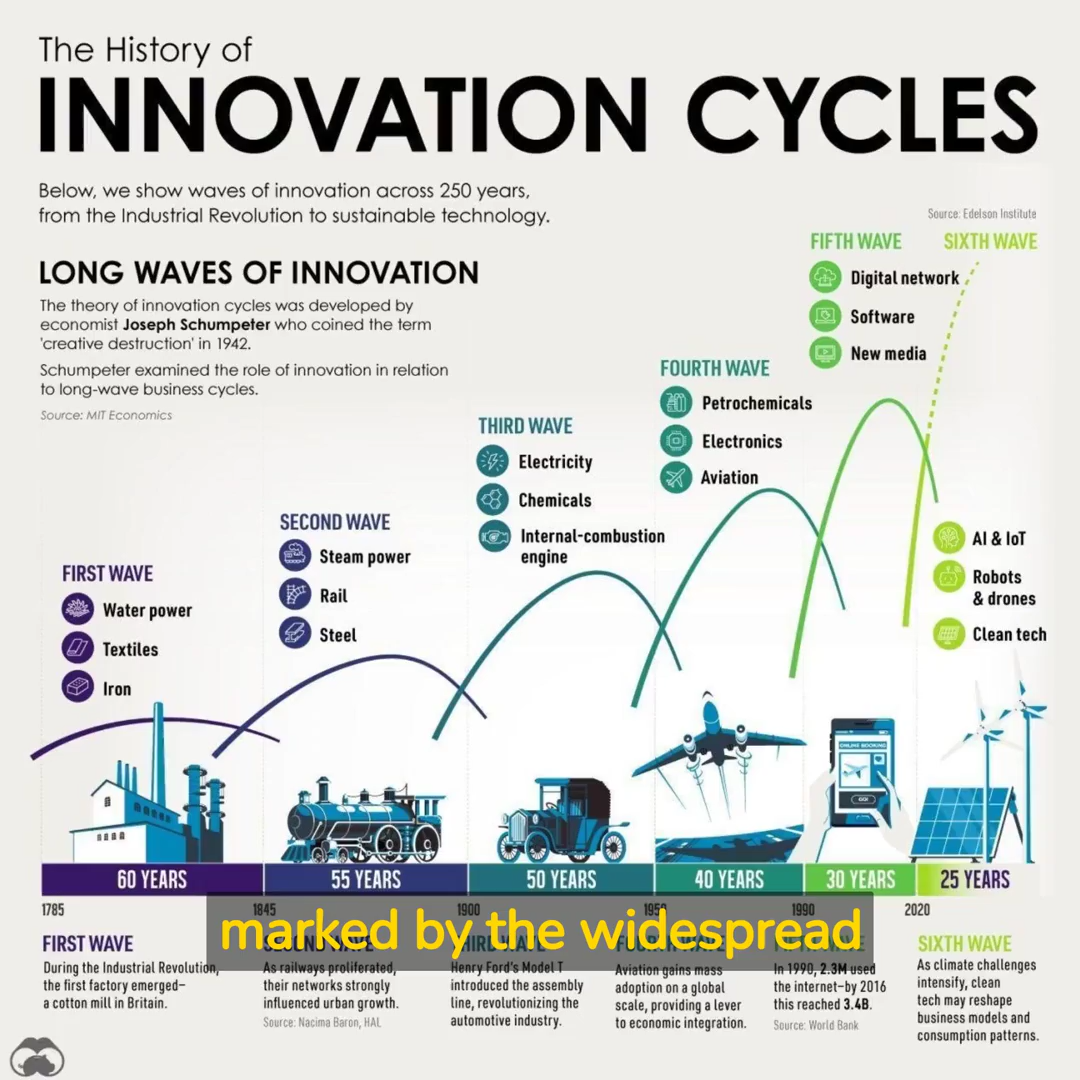 The History of
INNOVATION CYCLES
Below, we show waves of innovation across 250 years,
from the Industrial Revolution to sustainable technology.
Source: Edelson Institute
LONG WAVES OF INNOVATION
The theory of innovation cycles was developed by
economist Joseph Schumpeter who coined the term
'creative destruction' in 1942.
Schumpeter examined the role of innovation in relation
to long-wave business cycles.
Source: MIT Economics
FIRST WAVE
Water power
Textiles
Iron
SECOND WAVE
Steam power
Rail
Steel
THIRD WAVE
Electricity
Chemicals
Internal-combustion
engine
FOURTH WAVE
Petrochemicals
Electronics
Aviation
FIFTH WAVE
Digital network
Software
New media
SIXTH WAVE
AI & IoT
Robots
& drones
Clean tech
ONLINE BOOKING
GO!
60 YEARS
55 YEARS
50 YEARS
40 YEARS
30 YEARS
25 YEARS
1785
1845
1900
1950
1990
2020
marked by the widespread
FIRST WAVE
During the Industrial Revolution,
the first factory emerged–
a cotton mill in Britain.
SECOND WAVE
As railways proliferated,
their networks strongly
influenced urban growth.
Source: Nacima Baron, HAL
THIRD WAVE
Henry Ford's Model T
introduced the assembly
line, revolutionizing the
automotive industry.
FOURTH WAVE
Aviation gains mass
adoption on a global
scale, providing a lever
to economic integration.
In 1990, 2.3M used
the internet–by 2016
this reached 3.4B.
Source: World Bank
SIXTH WAVE
As climate challenges
intensify, clean
tech may reshape
business models and
consumption patterns.